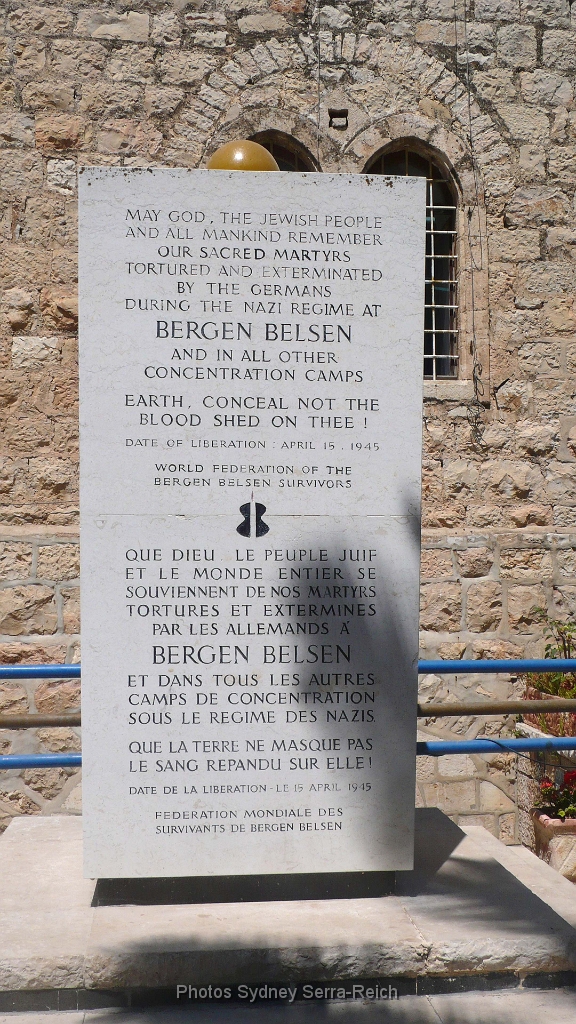 MAY GOD, THE JEWISH PEOPLE
AND ALL MANKIND REMEMBER
OUR SACRED MARTYRS
TORTURED AND EXTERMINATED
BY THE GERMANS
DURING THE NAZI REGIME AT
BERGEN BELSEN
AND IN ALL OTHER
CONCENTRATION CAMPS
EARTH, CONCEAL NOT THE
BLOOD SHED ON THEE!
DATE OF LIBERATION: APRIL 15. 1945
WORLD FEDERATION OF THE
BERGEN BELSEN SURVIVORS
QUE DIEU LE PEUPLE JUIF
ET LE MONDE ENTIER SE
SOUVIENNENT DE NOS MARTYRS
TORTURES ET EXTERMINES
PAR LES ALLEMANDS Á
BERGEN BELSEN
ET DANS TOUS LES AUTRES
CAMPS DE CONCENTRATION
SOUS LE REGIME DES NAZIS.
QUE LA TERRE NE MASQUE PAS
LE SANG REPANDU SUR ELLE!
DATE DE LA LIBERATION - LE 15 APRIL 1945
FEDERATION MONDIALE DES
SURVIVANTS DE BERGEN BELSEN
Photos Sydney Serra-Reich